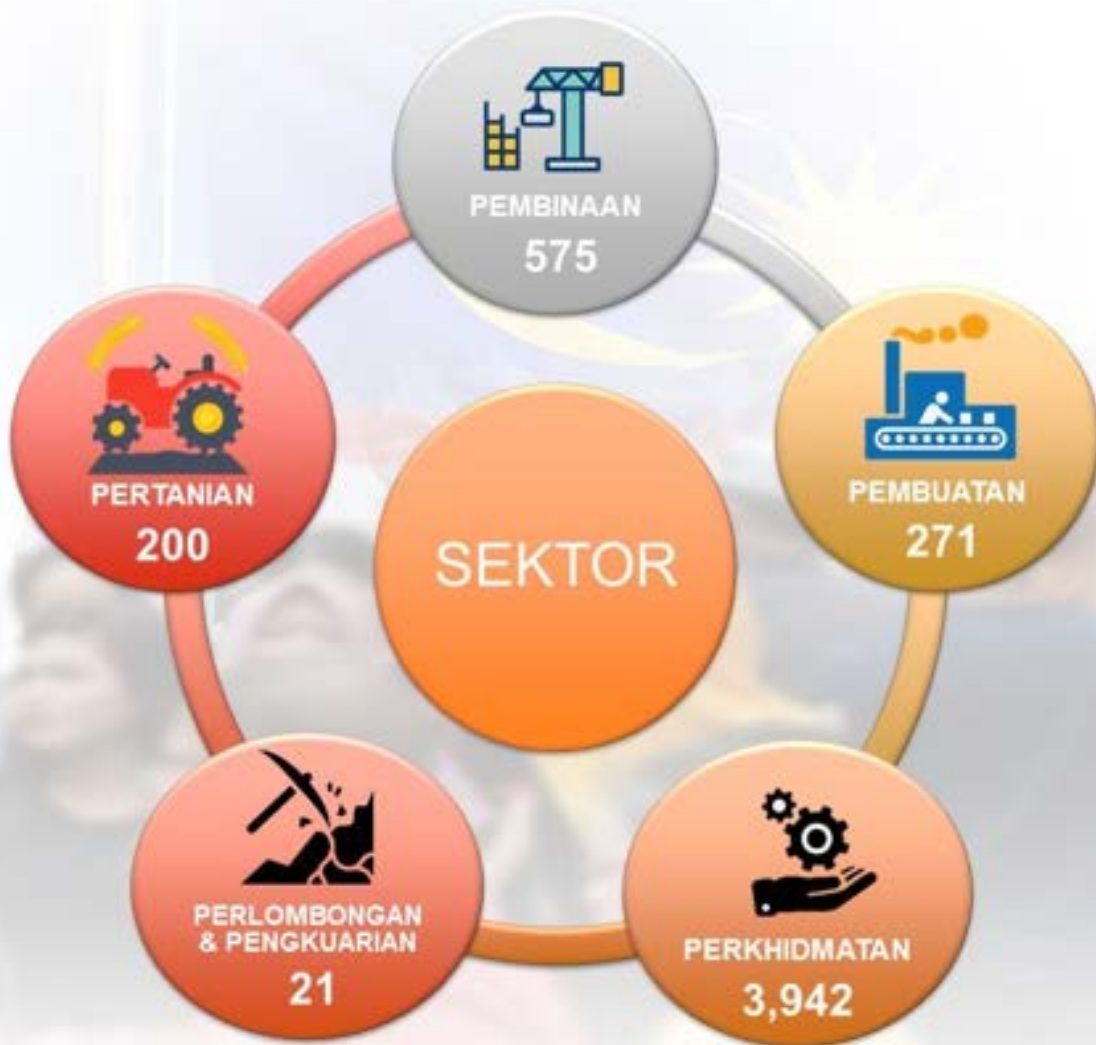 PEMBINAAN
575
PERTANIAN
200
PEMBUATAN
271
SEKTOR
PERLOMBONGAN
& PENGKUARIAN
21
PERKHIDMATAN
3,942